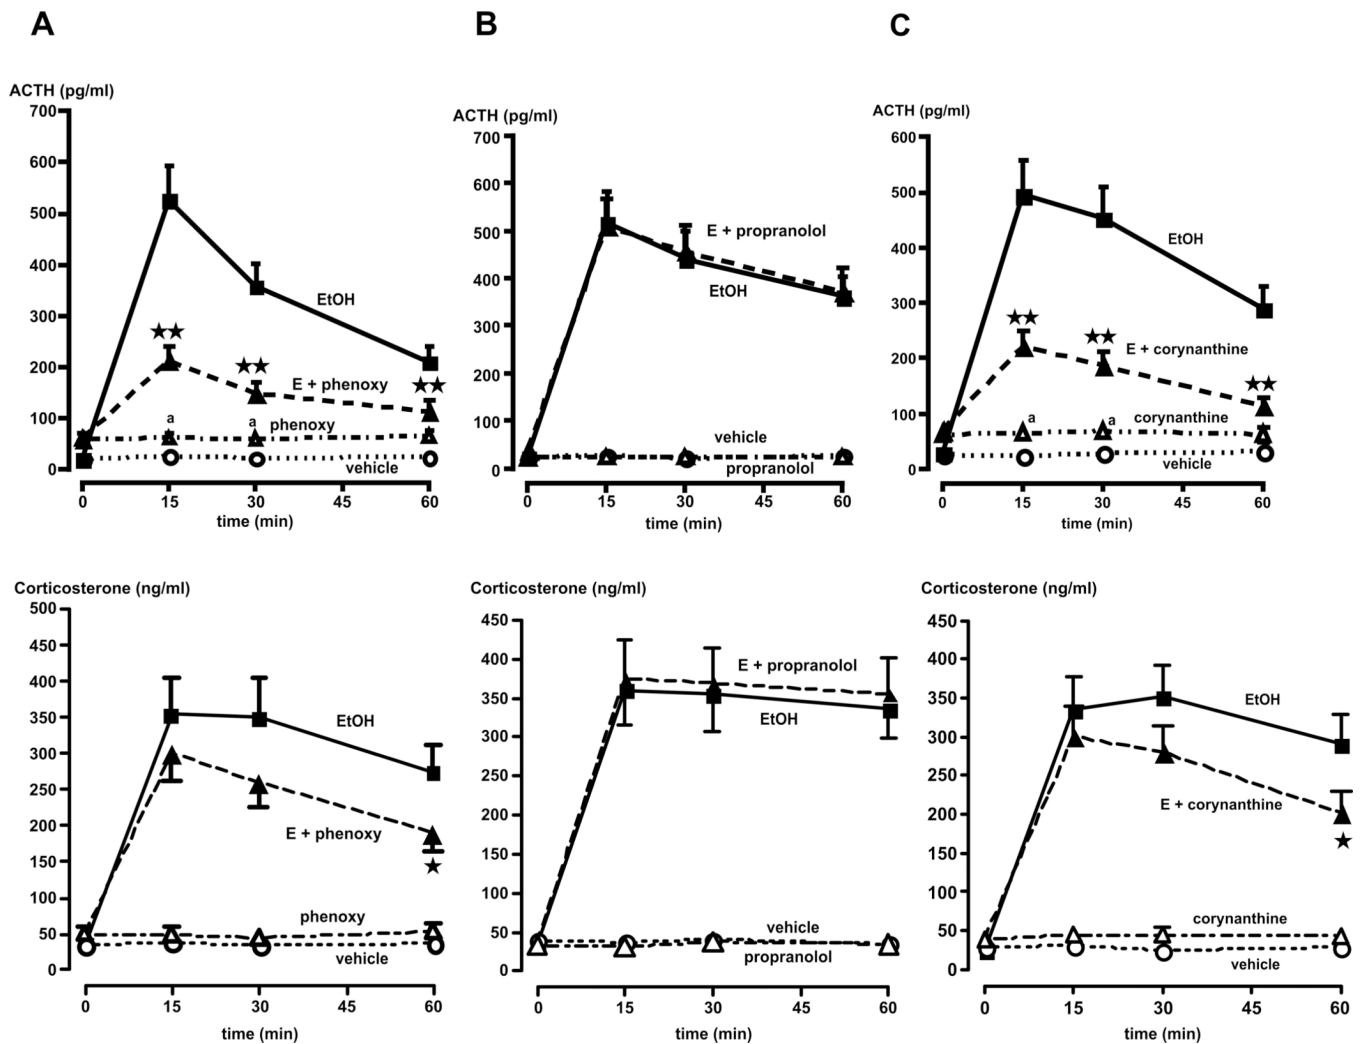 A
B
C
ACTH (pg/ml)
700
600
500
400
300
200
100
0
EtOH
★★
★★
★★
E + phenoxy
a
a
phenoxy
vehicle
0
15
30
45
60
time (min)
ACTH (pg/ml)
700
600
500
400
300
200
100
0
E + propranolol
EtOH
vehicle
propranolol
0
15
30
45
60
time (min)
ACTH (pg/ml)
600
500
400
300
200
100
0
EtOH
★★
★★
★★
E + corynanthine
a
a
corynanthine
vehicle
0
15
30
45
60
time (min)
Corticosterone (ng/ml)
500
450
400
350
300
250
200
150
100
50
0
EtOH
E + phenoxy
★
phenoxy
vehicle
0
15
30
45
60
time (min)
Corticosterone (ng/ml)
450
400
350
300
250
200
150
100
50
0
E + propranolol
EtOH
vehicle
propranolol
0
15
30
45
60
time (min)
Corticosterone (ng/ml)
450
400
350
300
250
200
150
100
50
0
EtOH
E + corynanthine
★
corynanthine
vehicle
0
15
30
45
60
time (min)